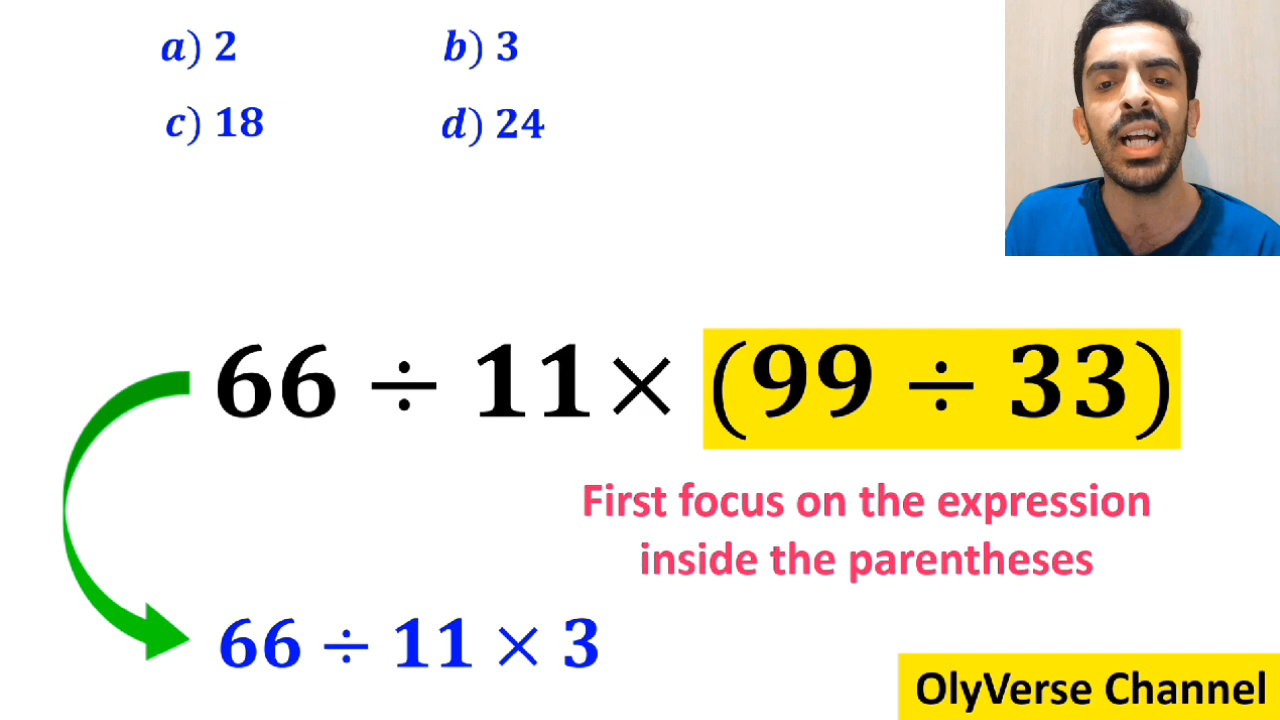 a) 2 b) 3
c) 18 d) 24
66 ÷ 11 × (99 ÷ 33)
First focus on the expression
inside the parentheses
66 ÷ 11 × 3
OlyVerse Channel